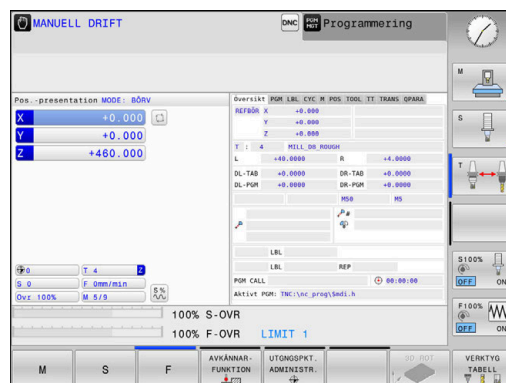 MANUELL DRIFT
DNC
PGM MGT
Programmering
Pos.-presentation MODE: BÖRV
X +0.000
Y +0.000
Z +460.000
0
T 4 Z
S 0
F 0mm/min
Ovr 100%
M 5/9
S %
Översikt PGM LBL CYC M POS TOOL TT TRANS QPARA
REFBÖR X +0.000
Y +0.000
Z +0.000
T : 4 MILL_D8_ROUGH
L +40.0000 R +4.0000
DL-TAB +0.0000 DR-TAB +0.0000
DL-PGM +0.0000 DR-PGM +0.0000
M50 M5
P #
LBL
LBL REP
PGM CALL 00:00:00
Aktivt PGM: TNC:\nc_prog\$mdi.h
100% S-OVR
100% F-OVR LIMIT 1
M
S
F
AVKÄNNAR-
FUNKTION
UTGNGSPKT.
ADMINISTR.
3D ROT
VERKTYG
TABELL
M
S
T
S100%
OFF ON
F100%
OFF ON